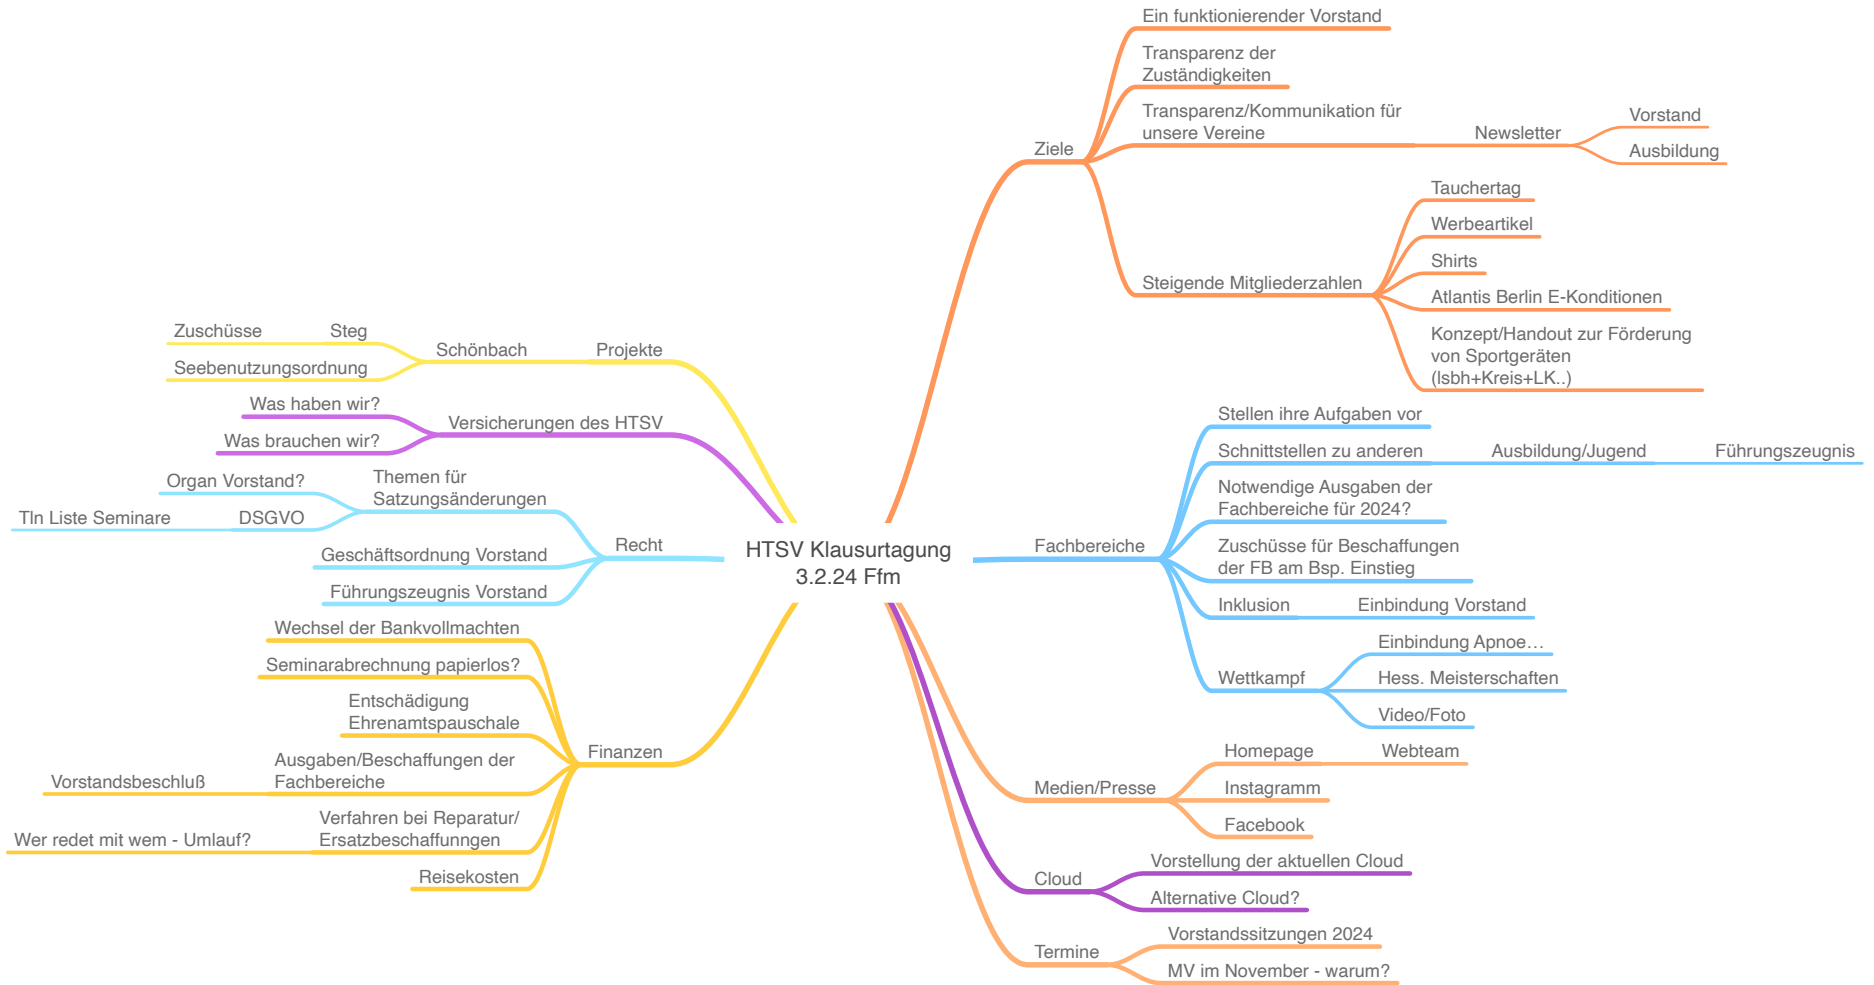 HTSV Klausurtagung
3.2.24 Ffm
Ziele
Ein funktionierender Vorstand
Transparenz der
Zuständigkeiten
Transparenz/Kommunikation für
unsere Vereine
Newsletter
Vorstand
Ausbildung
Steigende Mitgliederzahlen
Tauchertag
Werbeartikel
Shirts
Atlantis Berlin E-Konditionen
Konzept/Handout zur Förderung
von Sportgeräten
(lsbh+Kreis+LK..)
Fachbereiche
Stellen ihre Aufgaben vor
Schnittstellen zu anderen
Ausbildung/Jugend
Führungszeugnis
Notwendige Ausgaben der
Fachbereiche für 2024?
Zuschüsse für Beschaffungen
der FB am Bsp. Einstieg
Inklusion
Einbindung Vorstand
Wettkampf
Einbindung Apnoe…
Hess. Meisterschaften
Video/Foto
Medien/Presse
Homepage
Webteam
Instagramm
Facebook
Cloud
Vorstellung der aktuellen Cloud
Alternative Cloud?
Termine
Vorstandssitzungen 2024
MV im November - warum?
Projekte
Schönbach
Steg
Zuschüsse
Seebenutzungsordnung
Versicherungen des HTSV
Was haben wir?
Was brauchen wir?
Recht
Themen für
Satzungsänderungen
Organ Vorstand?
DSGVO
Tln Liste Seminare
Geschäftsordnung Vorstand
Führungszeugnis Vorstand
Finanzen
Wechsel der Bankvollmachten
Seminarabrechnung papierlos?
Entschädigung
Ehrenamtspauschale
Ausgaben/Beschaffungen der
Fachbereiche
Vorstandsbeschluß
Verfahren bei Reparatur/
Ersatzbeschaffunngen
Wer redet mit wem - Umlauf?
Reisekosten